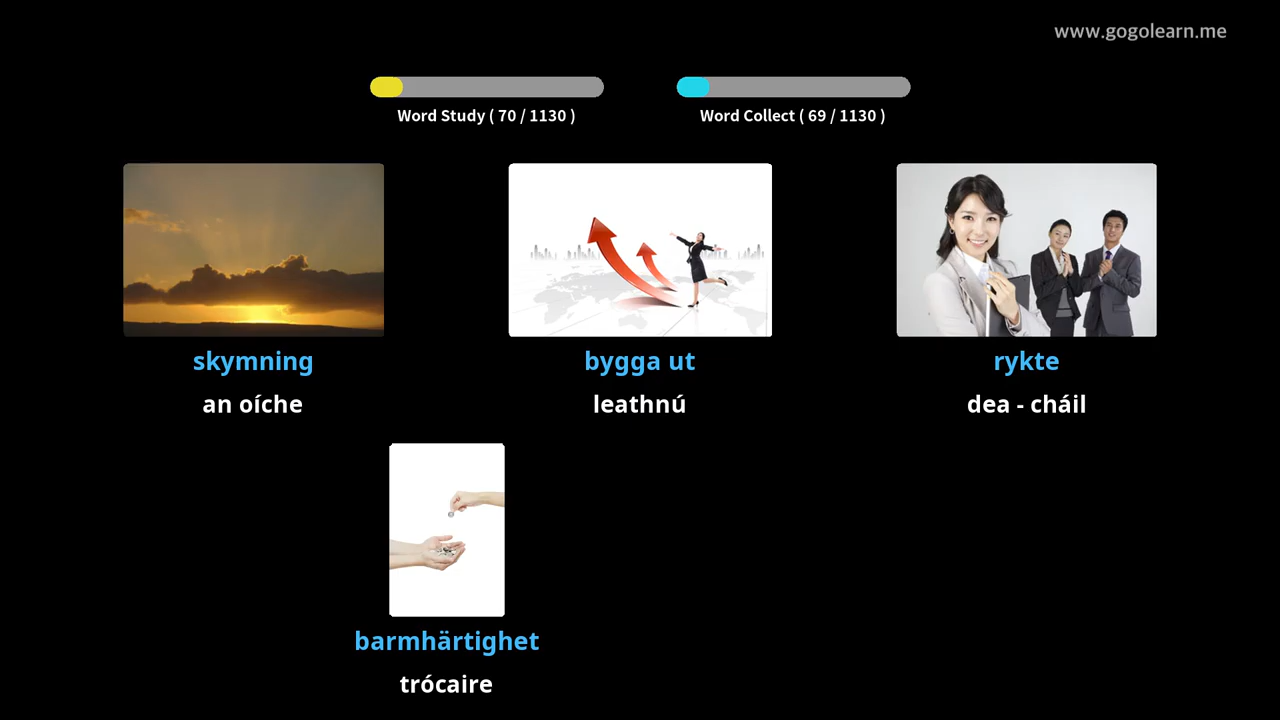 www.gogolearn.me
Word Study ( 70 / 1130 )
Word Collect ( 69 / 1130 )
skymning
bygga ut
rykte
an oíche
leathnú
dea - cháil
barmhärtighet
trócaire